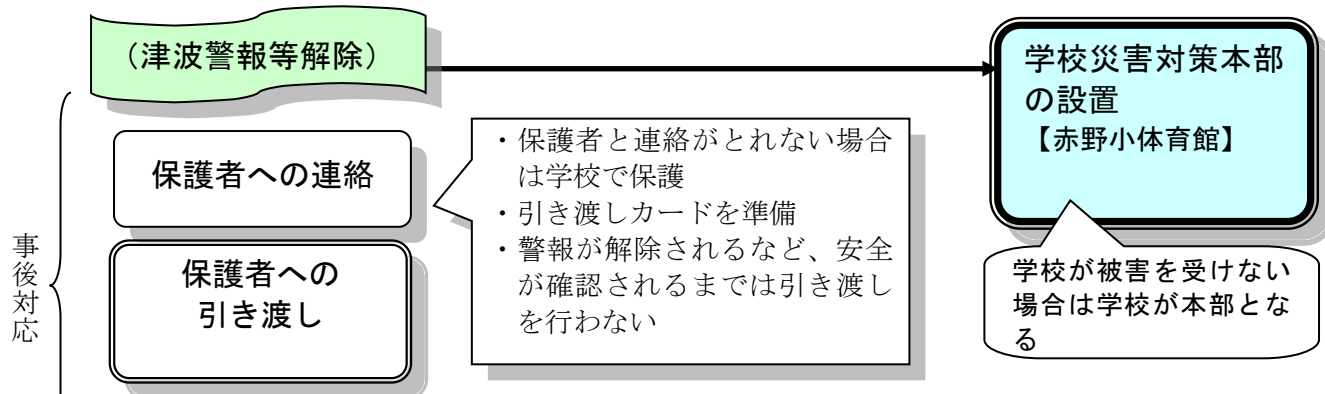 （津波警報等解除）
学校災害対策本部
の設置
【赤野小体育館】
事後対応
保護者への連絡
・保護者と連絡がとれない場合
は学校で保護
・引き渡しカードを準備
・警報が解除されるなど、安全
が確認されるまでは引き渡し
を行わない
保護者への
引き渡し
学校が被害を受けない
場合は学校が本部とな
る